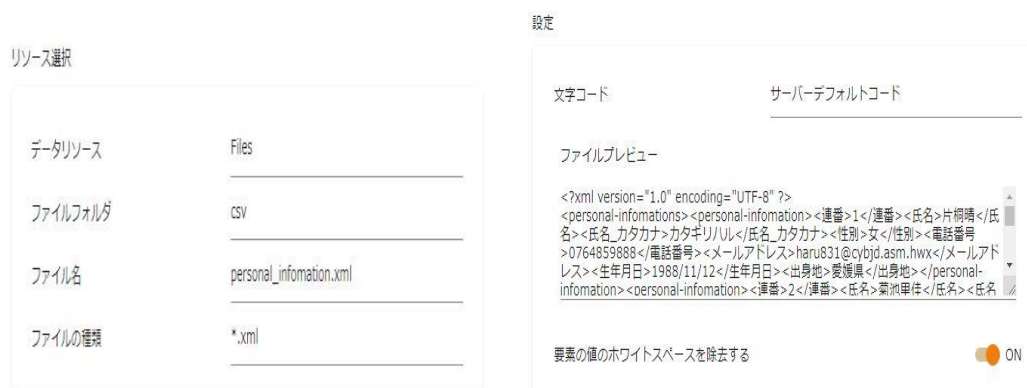 リソース選択
データリソース Files
ファイルフォルダ csv
ファイル名 personal_infomation.xml
ファイルの種類 *.xml
設定
文字コード サーバーデフォルトコード
ファイルプレビュー
<?xml version="1.0" encoding="UTF-8" ?>
<personal-infomations><personal-infomation><連番>1</連番><氏名>片桐晴</氏
名><氏名_カタカナ>カタギリハル</氏名_カタカナ><性別>女</性別><電話番号
>0764859888</電話番号><メールアドレス>haru831@cybjd.asm.hwx</メールアド
レス><生年月日>1988/11/12</生年月日><出身地>愛媛県</出身地></personal-
infomation><personal-infomation><連番>2</連番><氏名>菊池里佳</氏名><氏名
要素の値のホワイトスペースを除去する ON